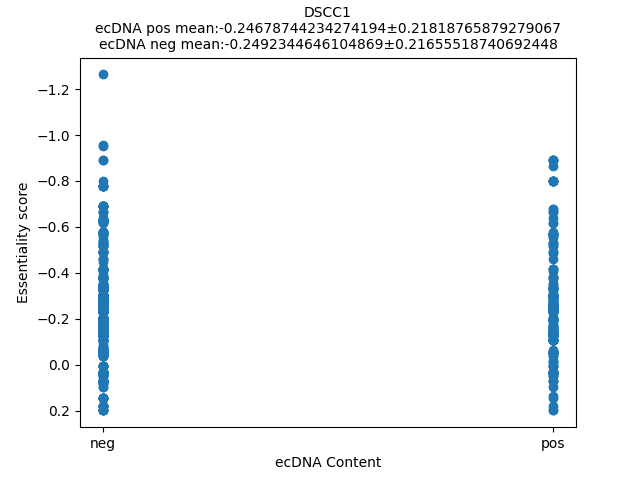 DSCC1
ecDNA pos mean:-0.24678744234274194±0.21818765879279067
ecDNA neg mean:-0.2492344646104869±0.21655518740692448
−1.2
−1.0
−0.8
−0.6
−0.4
−0.2
0.0
0.2
Essentiality score
neg
pos
ecDNA Content